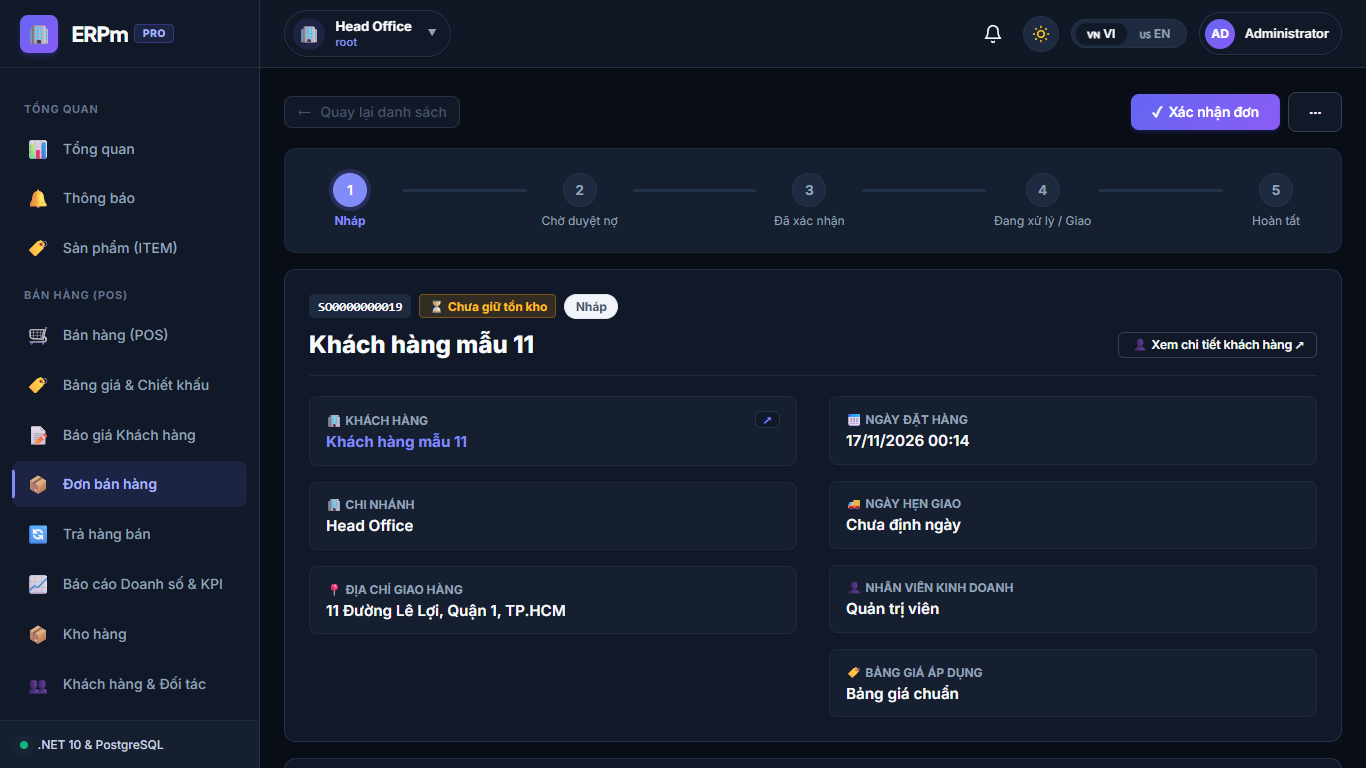 ERPm PRO
Head Office
root
VN VI
US EN
AD
Administrator
TỔNG QUAN
Tổng quan
Thông báo
Sản phẩm (ITEM)
BÁN HÀNG (POS)
Bán hàng (POS)
Bảng giá & Chiết khấu
Báo giá Khách hàng
Đơn bán hàng
Trả hàng bán
Báo cáo Doanh số & KPI
Kho hàng
Khách hàng & Đối tác
.NET 10 & PostgreSQL
← Quay lại danh sách
✓ Xác nhận đơn
...
1
Nháp
2
Chờ duyệt nợ
3
Đã xác nhận
4
Đang xử lý / Giao
5
Hoàn tất
SO0000000019
Chưa giữ tồn kho
Nháp
Khách hàng mẫu 11
Xem chi tiết khách hàng ↗
KHÁCH HÀNG
↗
Khách hàng mẫu 11
CHI NHÁNH
Head Office
ĐỊA CHỈ GIAO HÀNG
11 Đường Lê Lợi, Quận 1, TP.HCM
NGÀY ĐẶT HÀNG
17/11/2026 00:14
NGÀY HẸN GIAO
Chưa định ngày
NHÂN VIÊN KINH DOANH
Quản trị viên
BẢNG GIÁ ÁP DỤNG
Bảng giá chuẩn